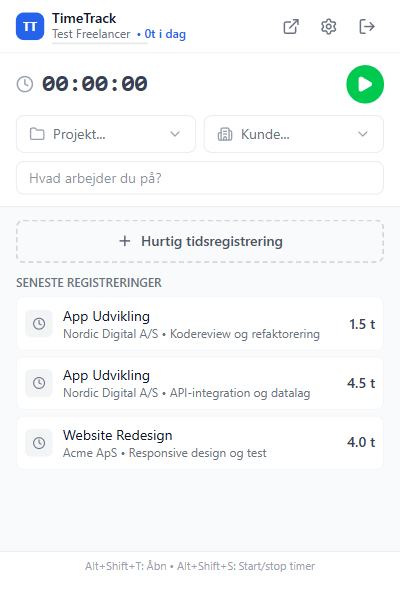 TT
TimeTrack
Test Freelancer • 0t i dag
00:00:00
Projekt...
Kunde...
Hvad arbejder du på?
Hurtig tidsregistrering
SENESTE REGISTRERINGER
App Udvikling
Nordic Digital A/S • Kodereview og refaktorering
1.5 t
App Udvikling
Nordic Digital A/S • API-integration og datalag
4.5 t
Website Redesign
Acme ApS • Responsive design og test
4.0 t
Alt+Shift+T: Åbn • Alt+Shift+S: Start/stop timer